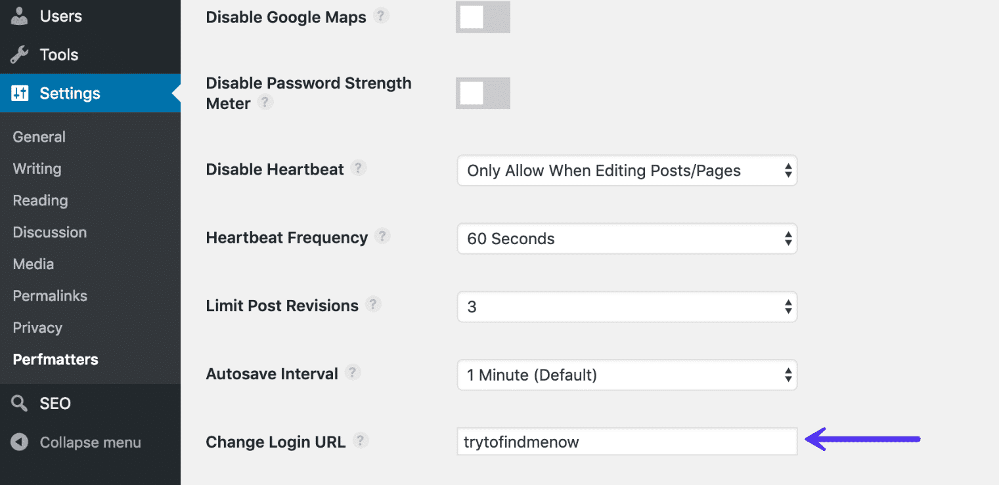 Users
Tools
Settings
General
Writing
Reading
Discussion
Media
Permalinks
Privacy
Perfmatters
SEO
Collapse menu
Disable Google Maps ?
Disable Password Strength
Meter ?
Disable Heartbeat ? Only Allow When Editing Posts/Pages
Heartbeat Frequency ? 60 Seconds
Limit Post Revisions ? 3
Autosave Interval ? 1 Minute (Default)
Change Login URL ? trytofindmenow